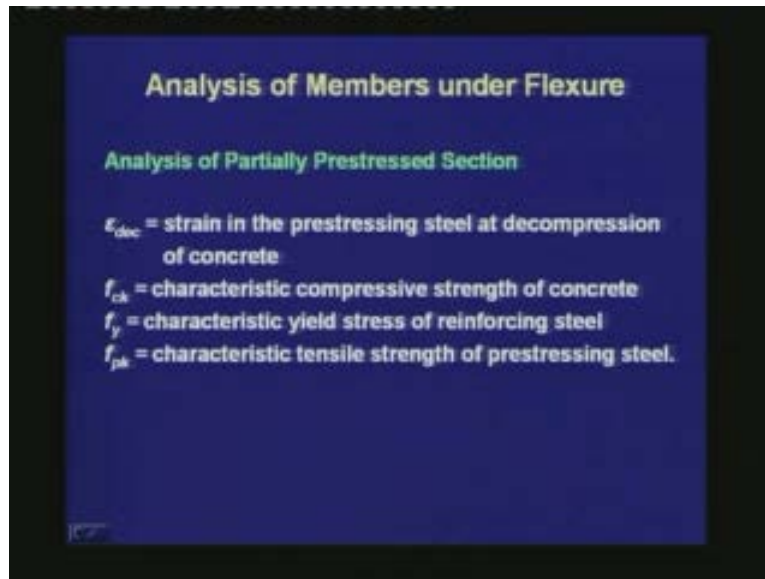 Analysis of Members under Flexure
Analysis of Partially Prestressed Section
εdec = strain in the prestressing steel at decompression
of concrete
fck = characteristic compressive strength of concrete
fy = characteristic yield stress of reinforcing steel
fpk = characteristic tensile strength of prestressing steel.